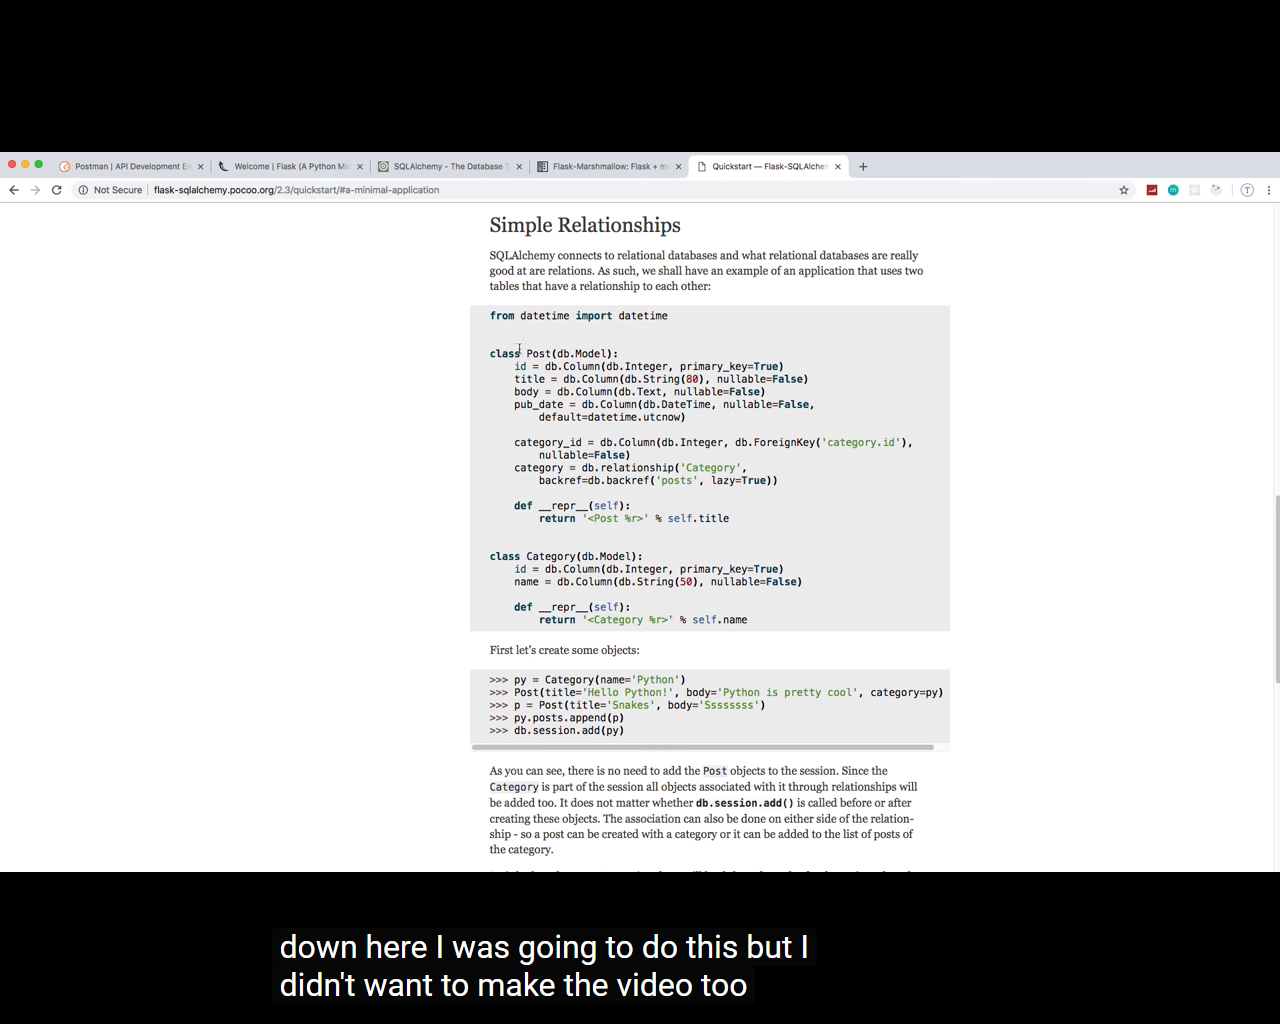 Postman | API Development En
Welcome | Flask (A Python Mic
SQLAlchemy - The Database T
Flask-Marshmallow: Flask + ma
Quickstart — Flask-SQLAlchem
Not Secure | flask-sqlalchemy.pocoo.org/2.3/quickstart/#a-minimal-application
T
Simple Relationships
SQLAlchemy connects to relational databases and what relational databases are really
good at are relations. As such, we shall have an example of an application that uses two
tables that have a relationship to each other:
from datetime import datetime
class Post(db.Model):
id = db.Column(db.Integer, primary_key=True)
title = db.Column(db.String(80), nullable=False)
body = db.Column(db.Text, nullable=False)
pub_date = db.Column(db.DateTime, nullable=False,
default=datetime.utcnow)
category_id = db.Column(db.Integer, db.ForeignKey('category.id'),
nullable=False)
category = db.relationship('Category',
backref=db.backref('posts', lazy=True))
def __repr__(self):
return '<Post %r>' % self.title
class Category(db.Model):
id = db.Column(db.Integer, primary_key=True)
name = db.Column(db.String(50), nullable=False)
def __repr__(self):
return '<Category %r>' % self.name
First let's create some objects:
>>> py = Category(name='Python')
>>> Post(title='Hello Python!', body='Python is pretty cool', category=py)
>>> p = Post(title='Snakes', body='Ssssssss')
>>> py.posts.append(p)
>>> db.session.add(py)
As you can see, there is no need to add the Post objects to the session. Since the
Category is part of the session all objects associated with it through relationships will
be added too. It does not matter whether db.session.add() is called before or after
creating these objects. The association can also be done on either side of the relation-
ship - so a post can be created with a category or it can be added to the list of posts of
the category.
down here I was going to do this but I
didn't want to make the video too